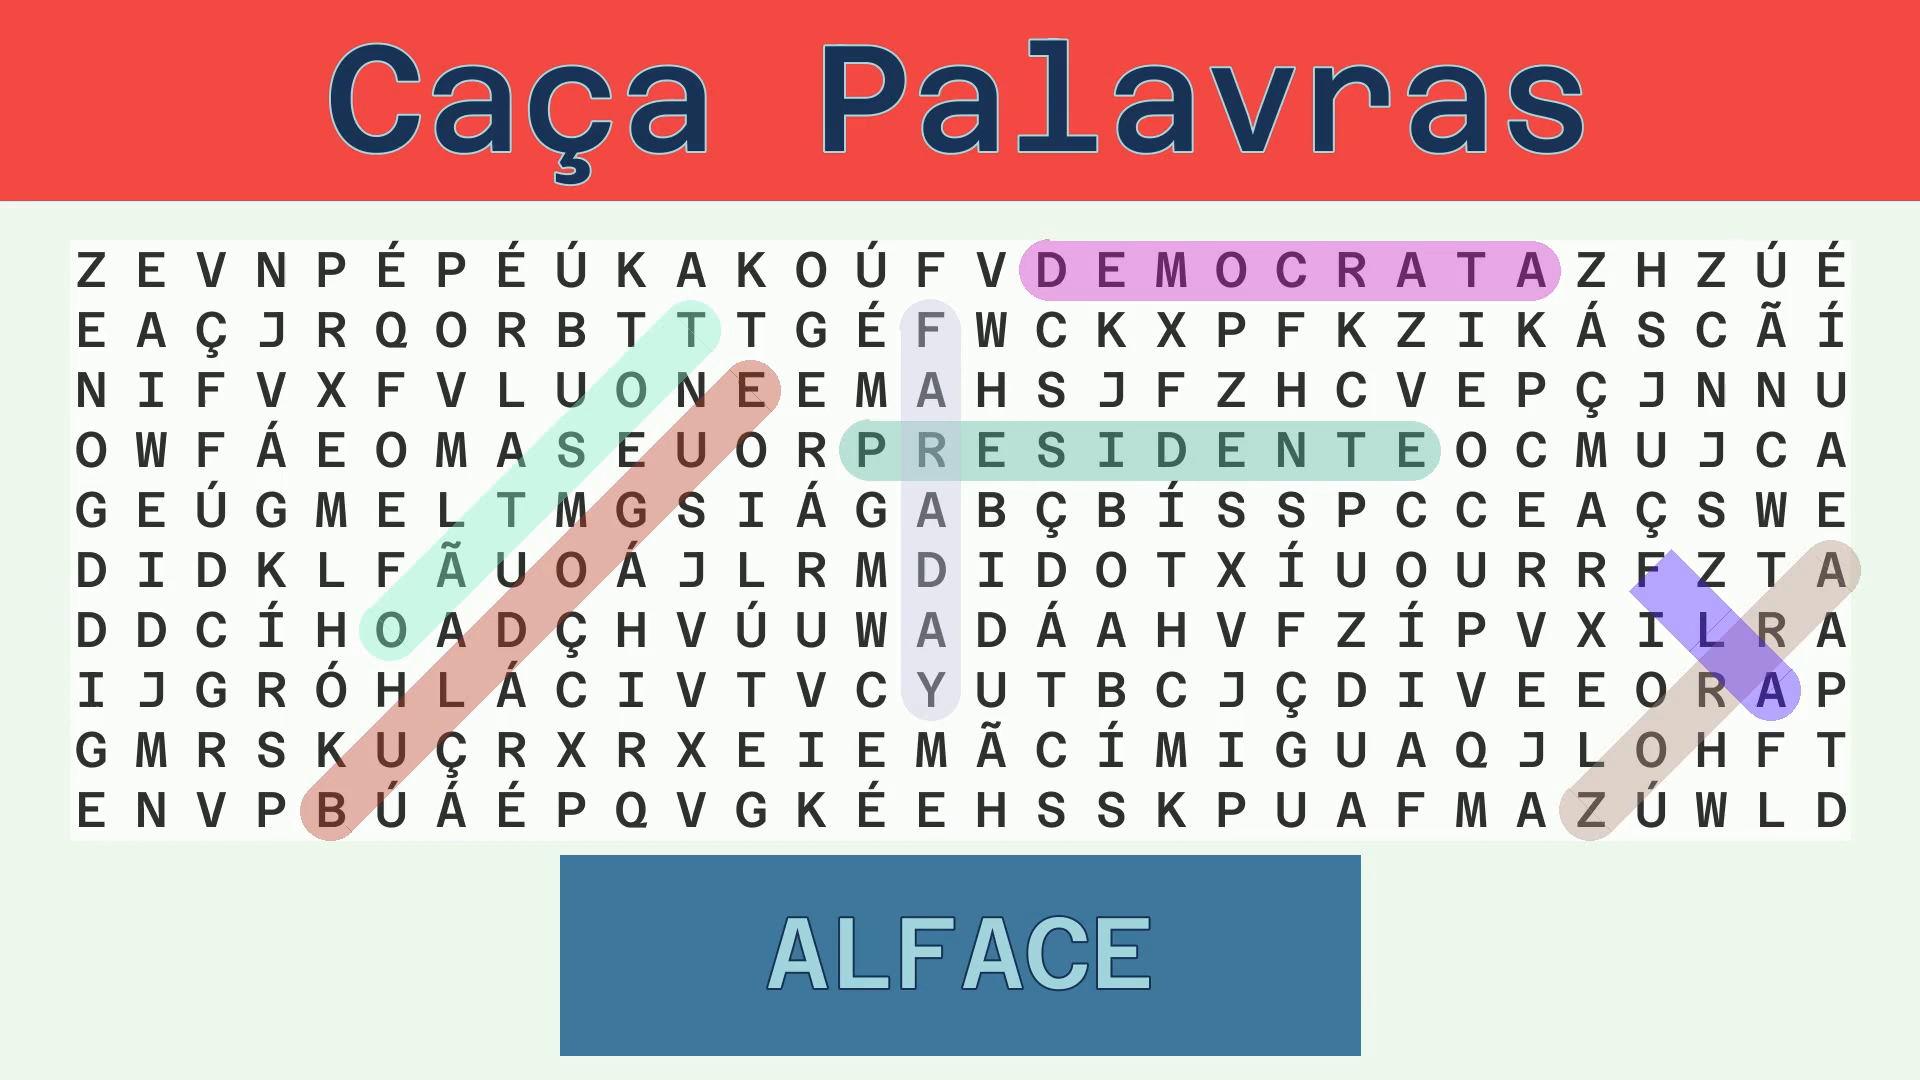 Caça Palavras
Z E V N P É P É Ú K A K O Ú F V D E M O C R A T A Z H Z Ú É
E A Ç J R Q O R B T T T G É F W C K X P F K Z I K Á S C Ã Í
N I F V X F V L U O N E E M A H S J F Z H C V E P Ç J N N U
O W F Á E O M A S E U O R P R E S I D E N T E O C M U J C A
G E Ú G M E L T M G S I Á G A B Ç B Í S S P C C E A Ç S W E
D I D K L F Ã U O Á J L R M D I D O T X Í U O U R R F Z T A
D D C Í H O A D Ç H V Ú U W A D Á A H V F Z Í P V X I L R A
I J G R Ó H L Á C I V T V C Y U T B C J Ç D I V E E O R A P
G M R S K U Ç R X R X E I E M Ã C Í M I G U A Q J L O H F T
E N V P B Ú Á É P Q V G K É E H S S K P U A F M A Z Ú W L D
ALFACE